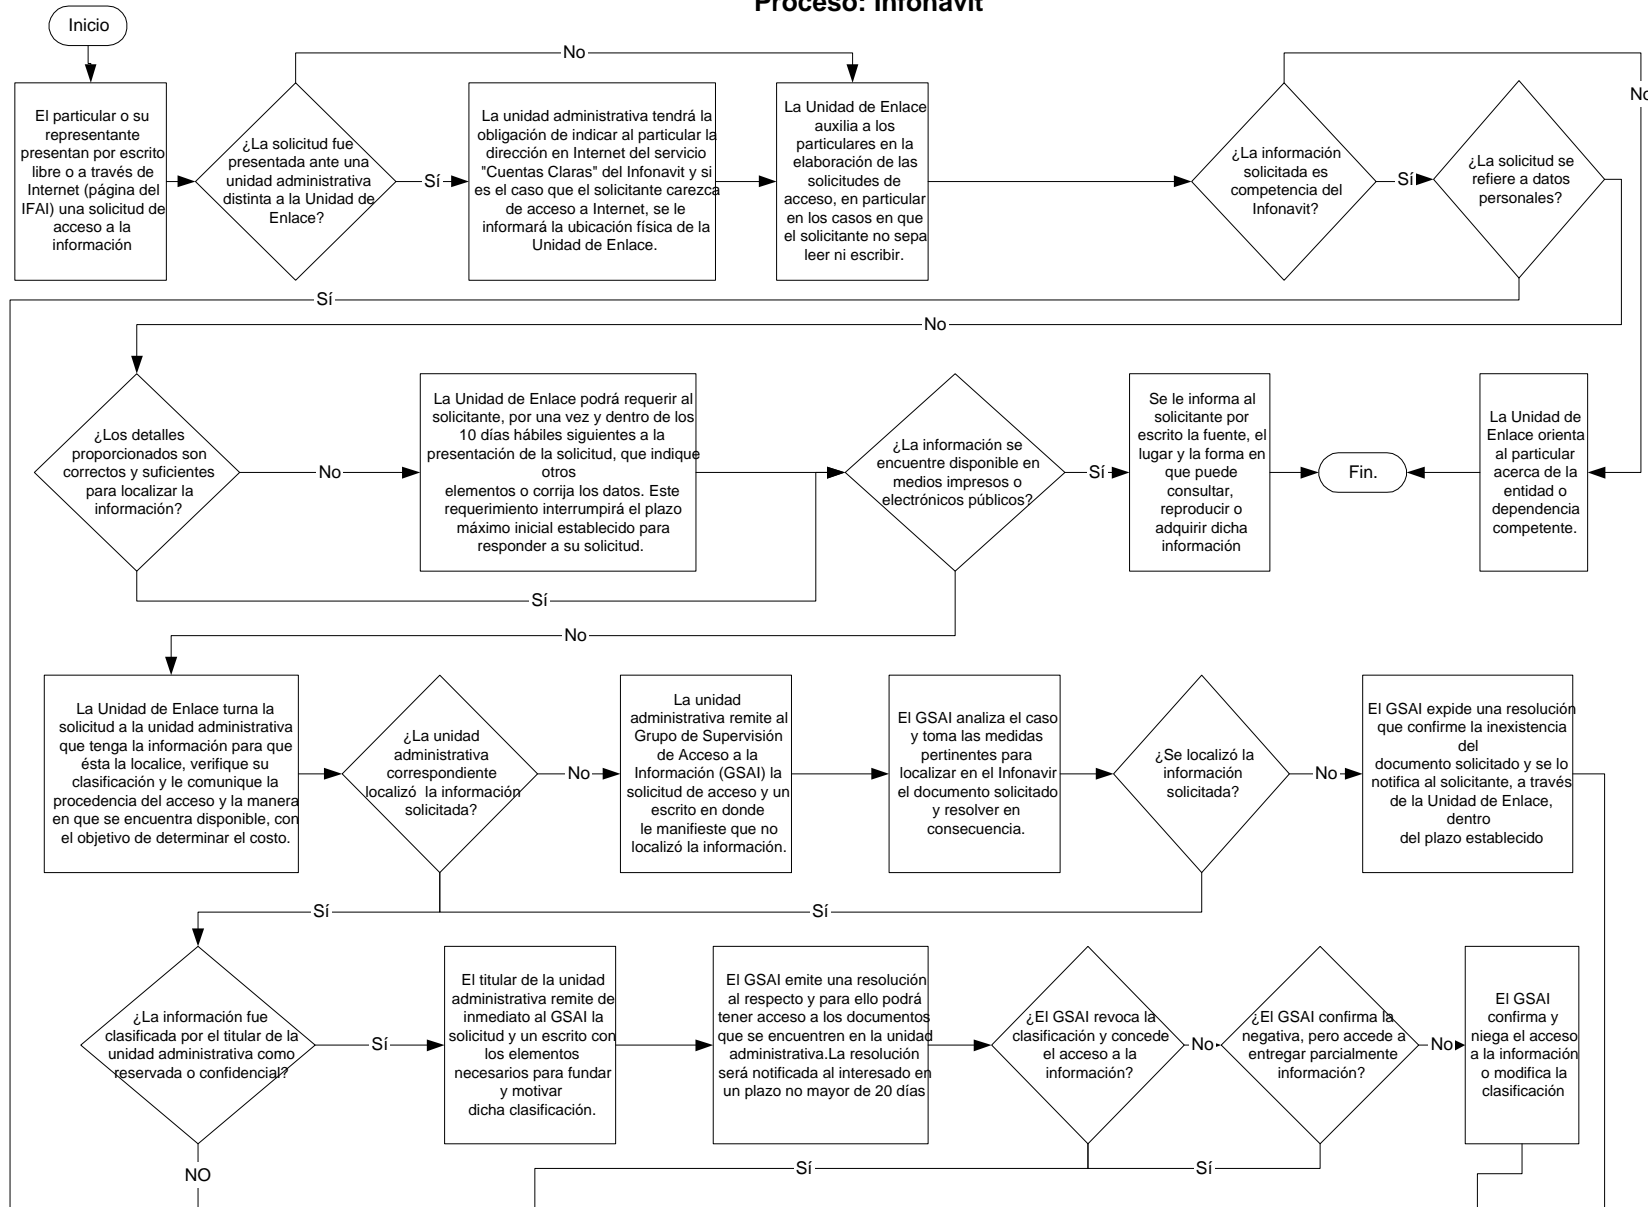 Proceso: Infonavit
Inicio
El particular o su
representante
presentan por escrito
libre o a través de
Internet (página del
IFAI) una solicitud de
acceso a la
información
¿La solicitud fue
presentada ante una
unidad administrativa
distinta a la Unidad de
Enlace?
No
Sí
La unidad administrativa tendrá la
obligación de indicar al particular la
dirección en Internet del servicio
"Cuentas Claras" del Infonavit y si
es el caso que el solicitante carezca
de acceso a Internet, se le
informará la ubicación física de la
Unidad de Enlace.
La Unidad de Enlace
auxilia a los
particulares en la
elaboración de las
solicitudes de
acceso, en particular
en los casos en que
el solicitante no sepa
leer ni escribir.
¿La información
solicitada es
competencia del
Infonavit?
Sí
¿La solicitud se
refiere a datos
personales?
No
Sí
No
¿Los detalles
proporcionados son
correctos y suficientes
para localizar la
información?
No
La Unidad de Enlace podrá requerir al
solicitante, por una vez y dentro de los
10 días hábiles siguientes a la
presentación de la solicitud, que indique
otros
elementos o corrija los datos. Este
requerimiento interrumpirá el plazo
máximo inicial establecido para
responder a su solicitud.
¿La información se
encuentre disponible en
medios impresos o
electrónicos públicos?
Sí
Se le informa al
solicitante por
escrito la fuente, el
lugar y la forma en
que puede
consultar,
reproducir o
adquirir dicha
información
Fin.
La Unidad de
Enlace orienta
al particular
acerca de la
entidad o
dependencia
competente.
Sí
No
La Unidad de Enlace turna la
solicitud a la unidad administrativa
que tenga la información para que
ésta la localice, verifique su
clasificación y le comunique la
procedencia del acceso y la manera
en que se encuentra disponible, con
el objetivo de determinar el costo.
¿La unidad
administrativa
correspondiente
localizó  la información
solicitada?
No
La unidad
administrativa remite al
Grupo de Supervisión
de Acceso a la
Información (GSAI) la
solicitud de acceso y un
escrito en donde
le manifieste que no
localizó la información.
El GSAI analiza el caso
y toma las medidas
pertinentes para
localizar en el Infonavir
el documento solicitado
y resolver en
consecuencia.
¿Se localizó la
información
solicitada?
No
El GSAI expide una resolución
que confirme la inexistencia
del
documento solicitado y se lo
notifica al solicitante, a través
de la Unidad de Enlace,
dentro
del plazo establecido
Sí
Sí
¿La información fue
clasificada por el titular de la
unidad administrativa como
reservada o confidencial?
Sí
El titular de la unidad
administrativa remite de
inmediato al GSAI la
solicitud y un escrito con
los elementos
necesarios para fundar
y motivar
dicha clasificación.
El GSAI emite una resolución
al respecto y para ello podrá
tener acceso a los documentos
que se encuentren en la unidad
administrativa.La resolución
será notificada al interesado en
un plazo no mayor de 20 días
¿El GSAI revoca la
clasificación y concede
el acceso a la
información?
No
¿El GSAI confirma la
negativa, pero accede a
entregar parcialmente
información?
No
El GSAI
confirma y
niega el acceso
a la información
o modifica la
clasificación
NO
Sí
Sí